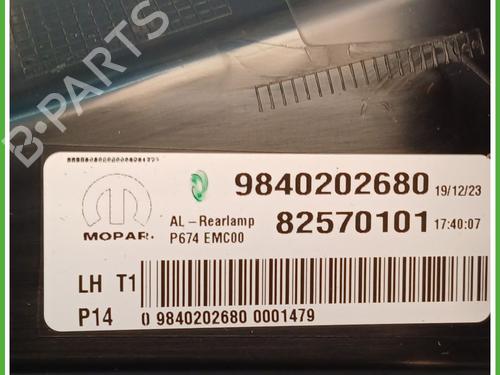 B-PARTS
9840202680 19/12/23
MOPAR.
AL-Rearlamp
P674 EMC00
82570101 17:40:07
LH T1
P14
0 9840202680 0001479